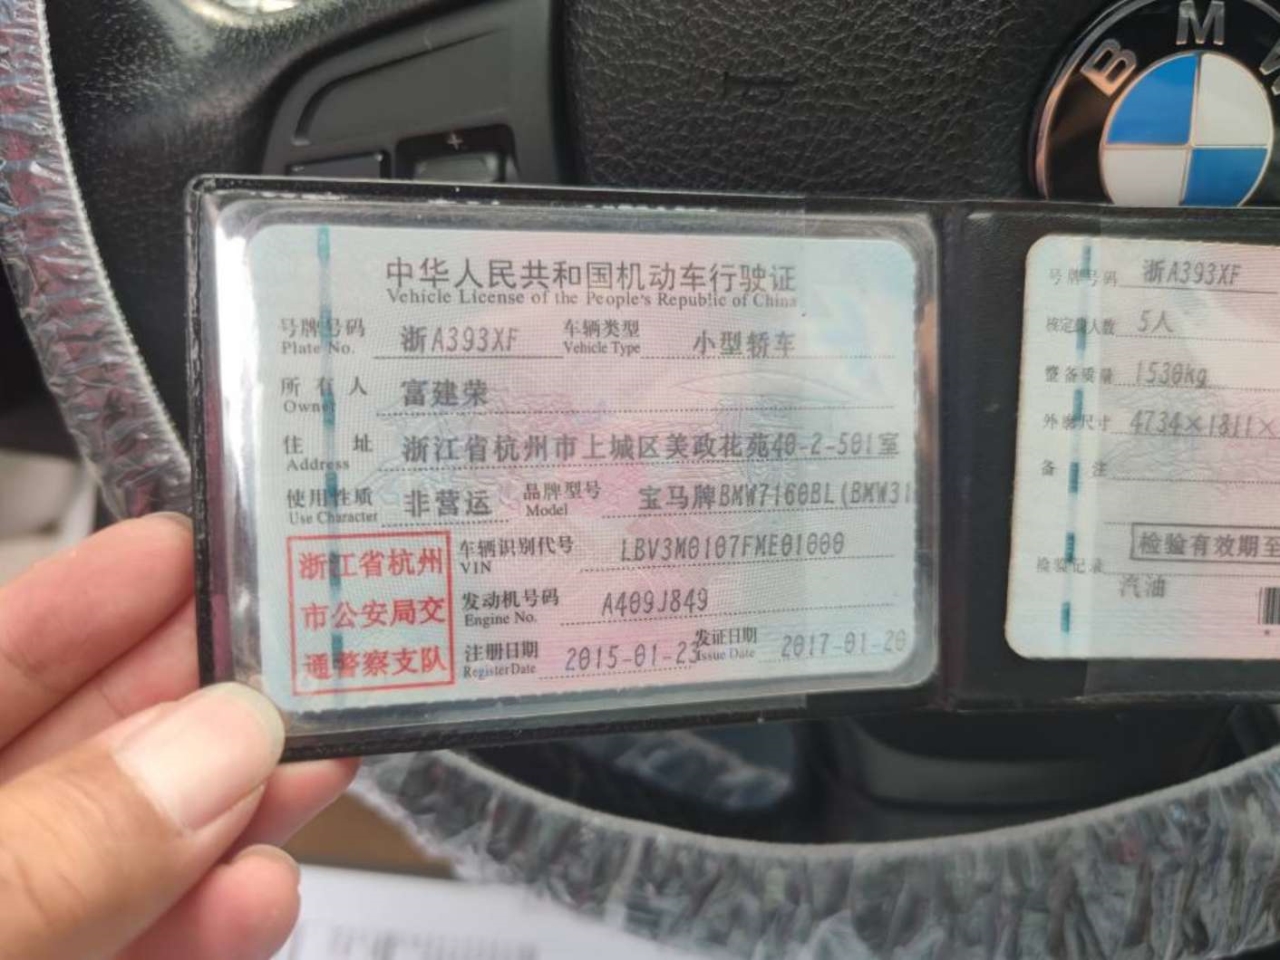 BMW
+
中华人民共和国机动车行驶证
Vehicle License of the People's Republic of China
号牌号码 浙A393XF 车辆类型 小型轿车
Plate No. Vehicle Type
所有人 富建荣
Owner
住址 浙江省杭州市上城区美政花苑40-2-501室
Address
使用性质 非营运 品牌型号 宝马牌BMW7160BL(BMW31
Use Character Model
浙江省杭州
市公安局交
通警察支队
车辆识别代号 LBV3M0107FME01000
VIN
发动机号码 A409J849
Engine No.
注册日期 2015-01-23 发证日期 2017-01-20
Register Date Issue Date
号牌号码 浙A393XF
核定载人数 5人
整备质量 1530kg
外廓尺寸 4734×1811×
备注
检验有效期至
检验记录
汽油